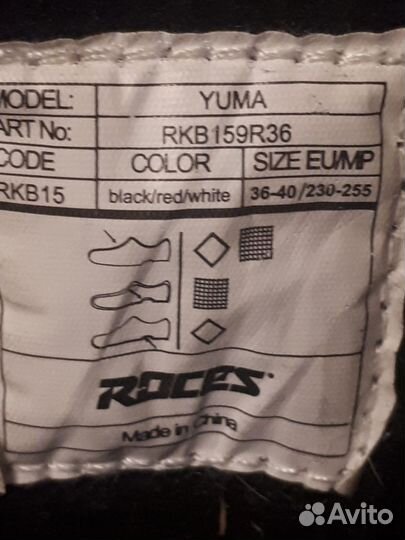 MODEL: YUMA
ART No: RKB159R36
CODE COLOR SIZE EU/MP
RKB15 black/red/white 36-40/230-255
ROCES
Made in China
Avito